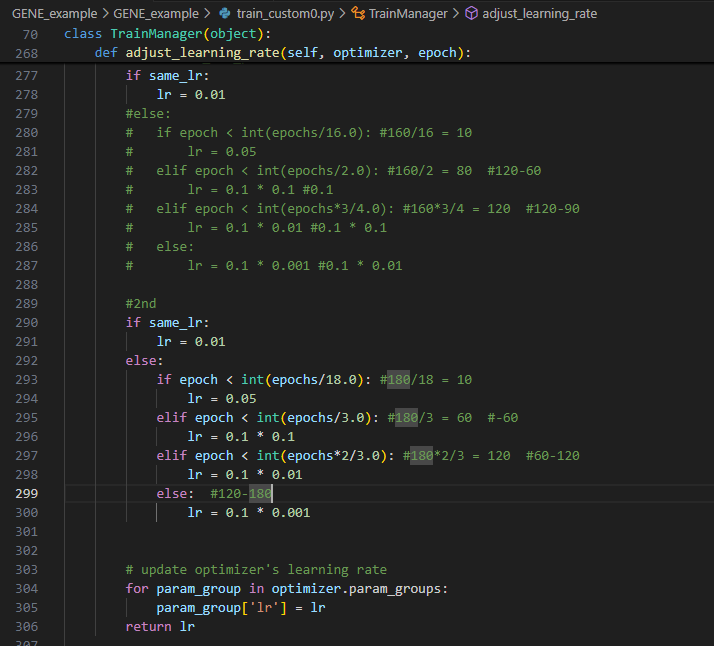 GENE_example > GENE_example > train_custom0.py > TrainManager > adjust_learning_rate
70 class TrainManager(object):
268 def adjust_learning_rate(self, optimizer, epoch):
277 if same_lr:
278 lr = 0.01
279 #else:
280 #   if epoch < int(epochs/16.0): #160/16 = 10
281 #       lr = 0.05
282 #   elif epoch < int(epochs/2.0): #160/2 = 80  #120-60
283 #       lr = 0.1 * 0.1 #0.1
284 #   elif epoch < int(epochs*3/4.0): #160*3/4 = 120  #120-90
285 #       lr = 0.1 * 0.01 #0.1 * 0.1
286 #   else:
287 #       lr = 0.1 * 0.001 #0.1 * 0.01
288
289 #2nd
290 if same_lr:
291 lr = 0.01
292 else:
293 if epoch < int(epochs/18.0): #180/18 = 10
294 lr = 0.05
295 elif epoch < int(epochs/3.0): #180/3 = 60  #-60
296 lr = 0.1 * 0.1
297 elif epoch < int(epochs*2/3.0): #180*2/3 = 120  #60-120
298 lr = 0.1 * 0.01
299 else:  #120-180
300 lr = 0.1 * 0.001
301
302
303 # update optimizer's learning rate
304 for param_group in optimizer.param_groups:
305 param_group['lr'] = lr
306 return lr
307